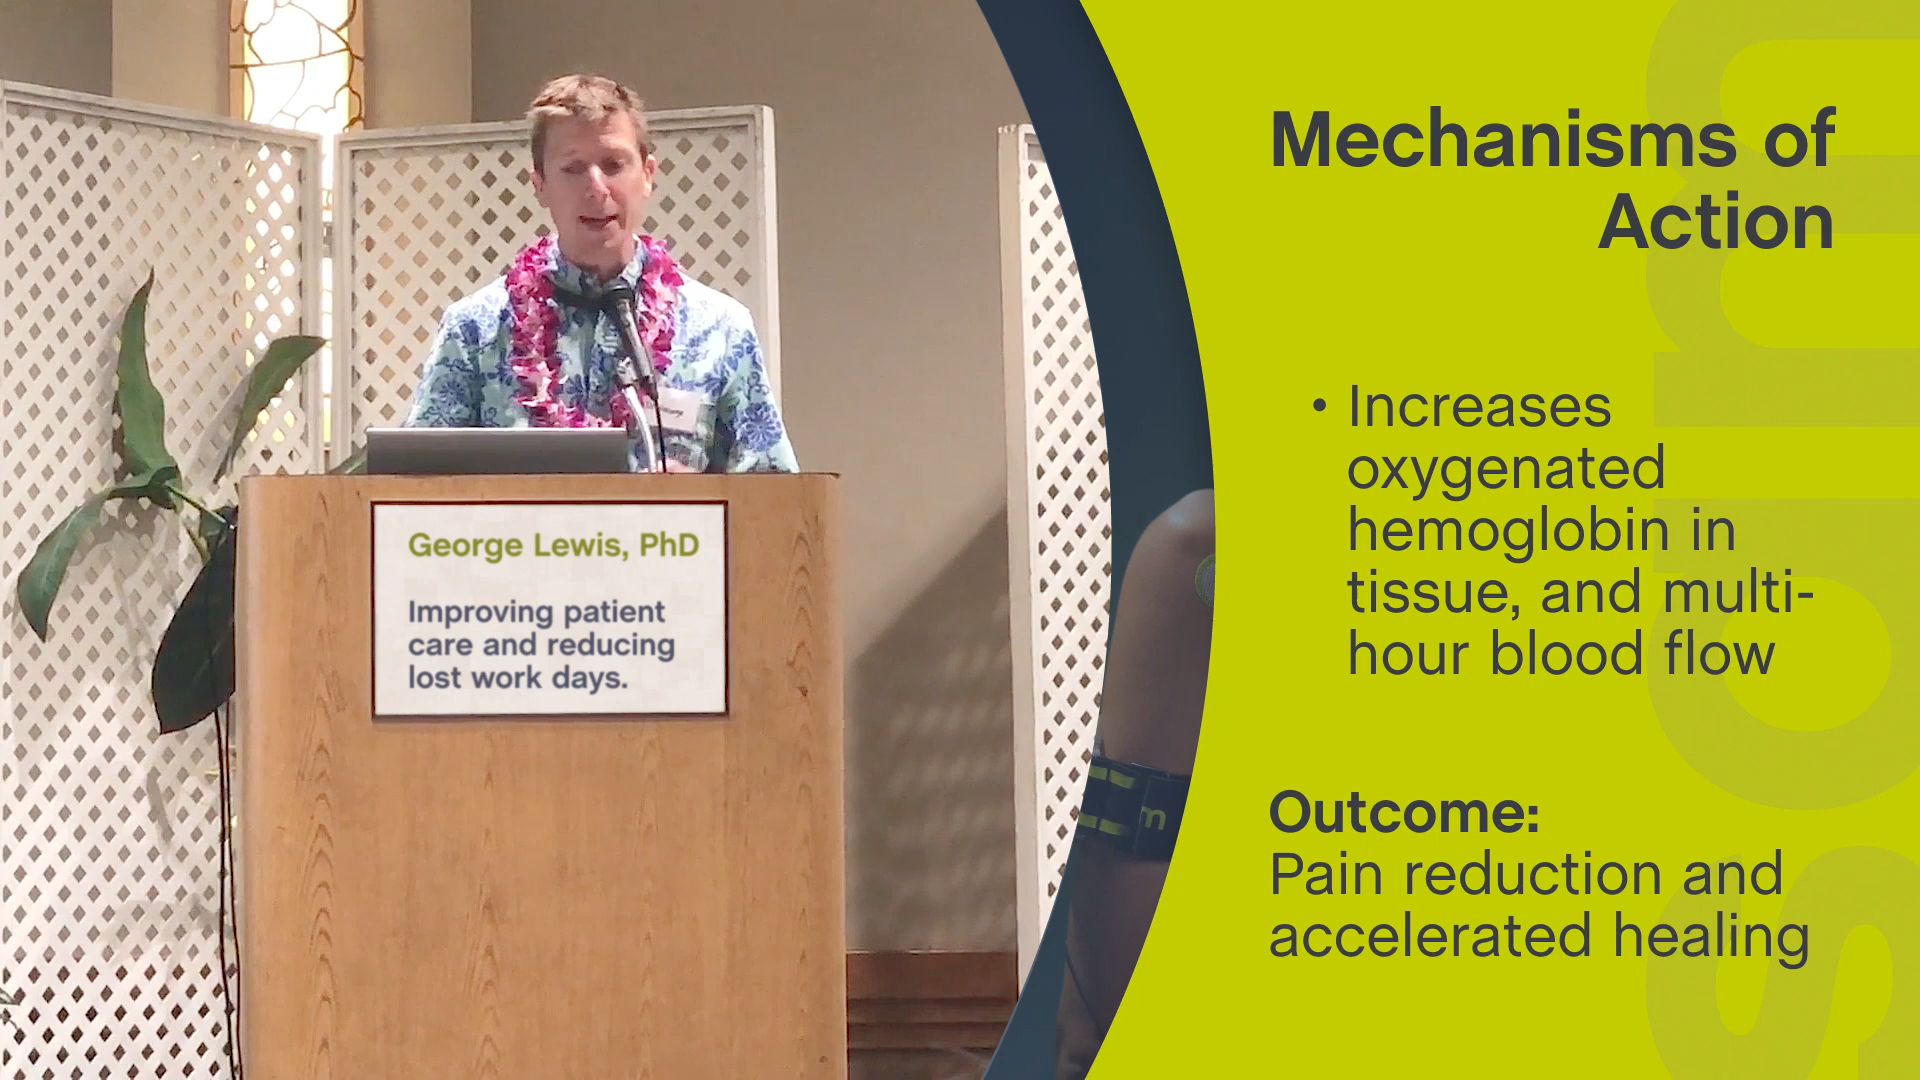 George Lewis, PhD
Improving patient
care and reducing
lost work days.
Mechanisms of
Action
• Increases
oxygenated
hemoglobin in
tissue, and multi-
hour blood flow
Outcome:
Pain reduction and
accelerated healing
m
sam